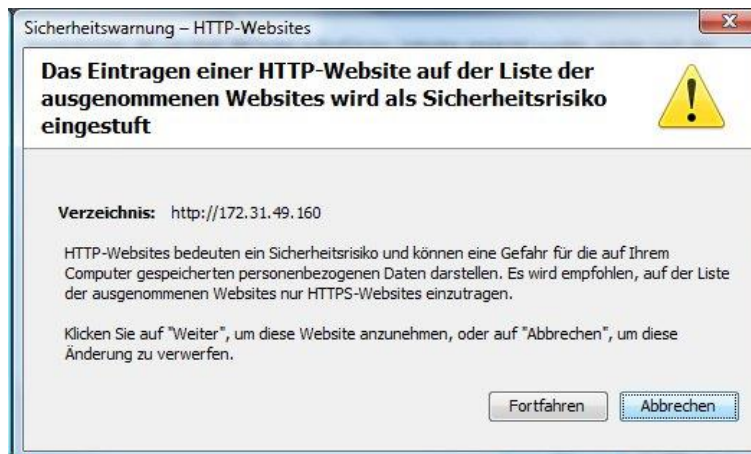 Sicherheitswarnung – HTTP-Websites
Das Eintragen einer HTTP-Website auf der Liste der
ausgenommenen Websites wird als Sicherheitsrisiko
eingestuft
Verzeichnis: http://172.31.49.160
HTTP-Websites bedeuten ein Sicherheitsrisiko und können eine Gefahr für die auf Ihrem
Computer gespeicherten personenbezogenen Daten darstellen. Es wird empfohlen, auf der Liste
der ausgenommenen Websites nur HTTPS-Websites einzutragen.
Klicken Sie auf "Weiter", um diese Website anzunehmen, oder auf "Abbrechen", um diese
Änderung zu verwerfen.
Fortfahren Abbrechen